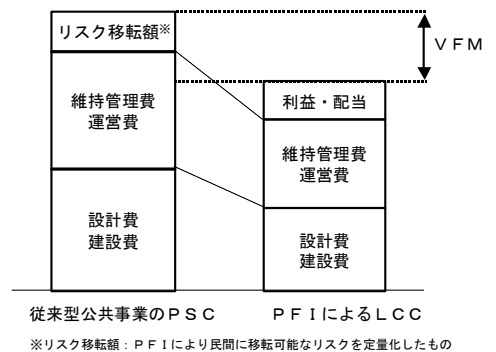 リスク移転額※
ＶＦＭ
維持管理費
運営費
設計費
建設費
利益・配当
維持管理費
運営費
設計費
建設費
従来型公共事業のＰＳＣ
ＰＦＩによるＬＣＣ
※リスク移転額：ＰＦＩにより民間に移転可能なリスクを定量化したもの